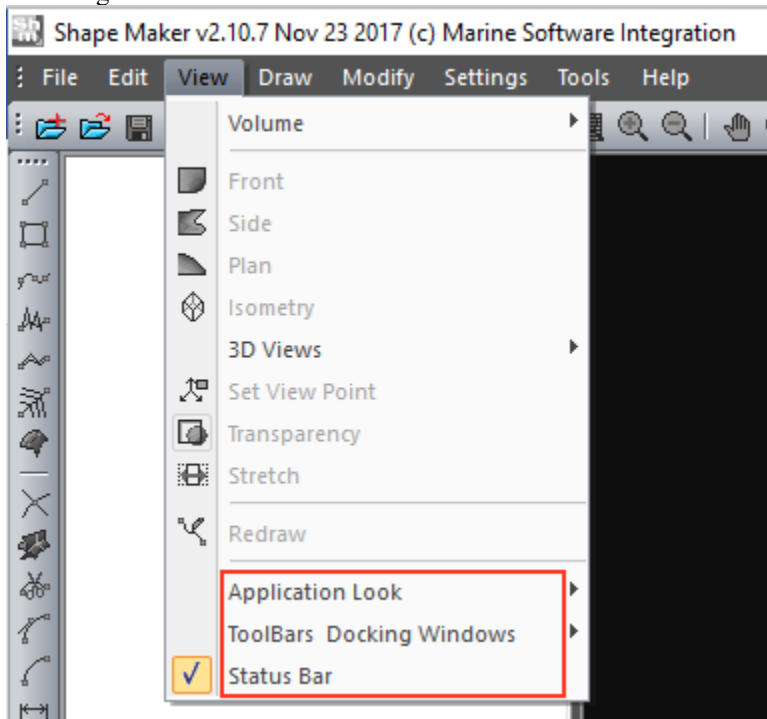 Shape Maker v2.10.7 Nov 23 2017 (c) Marine Software Integration
File Edit View Draw Modify Settings Tools Help
Volume
Front
Side
Plan
Isometry
3D Views
Set View Point
Transparency
Stretch
Redraw
Application Look
ToolBars Docking Windows
Status Bar